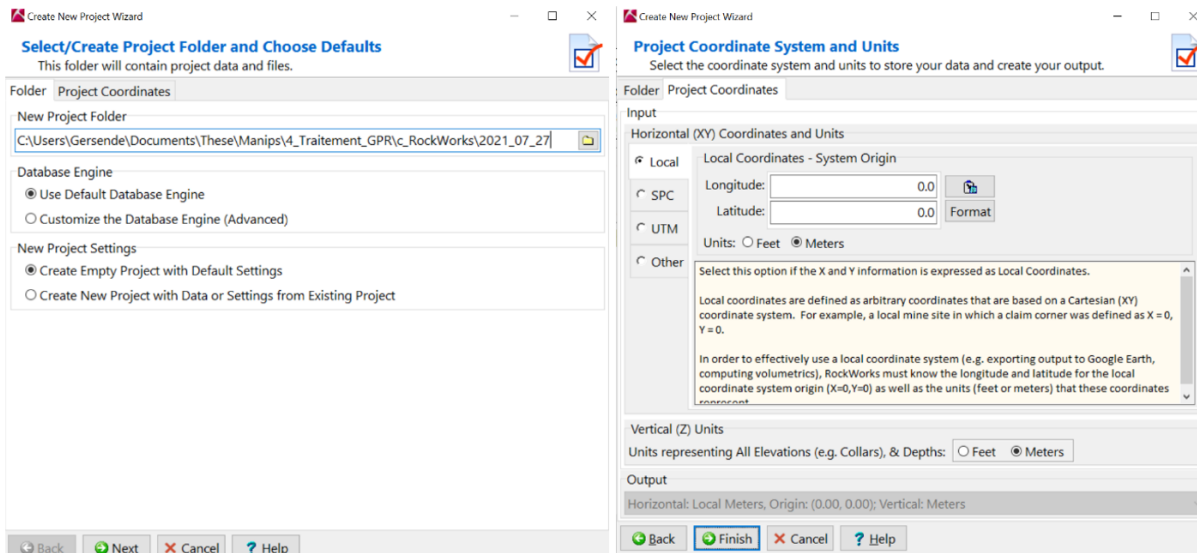 Create New Project Wizard
Select/Create Project Folder and Choose Defaults
This folder will contain project data and files.
Folder Project Coordinates
New Project Folder
C:\Users\Gersende\Documents\These\Manips\4_Traitement_GPR\c_RockWorks\2021_07_27
Database Engine
Use Default Database Engine
Customize the Database Engine (Advanced)
New Project Settings
Create Empty Project with Default Settings
Create New Project with Data or Settings from Existing Project
Back Next Cancel ? Help
Create New Project Wizard
Project Coordinate System and Units
Select the coordinate system and units to store your data and create your output.
Folder Project Coordinates
Input
Horizontal (XY) Coordinates and Units
Local
SPC
UTM
Other
Local Coordinates - System Origin
Longitude: 0.0
Latitude: 0.0 Format
Units: Feet Meters
Select this option if the X and Y information is expressed as Local Coordinates.
Local coordinates are defined as arbitrary coordinates that are based on a Cartesian (XY)
coordinate system. For example, a local mine site in which a claim corner was defined as X = 0,
Y = 0.
In order to effectively use a local coordinate system (e.g. exporting output to Google Earth,
computing volumetrics), RockWorks must know the longitude and latitude for the local
coordinate system origin (X=0,Y=0) as well as the units (feet or meters) that these coordinates
represent.
Vertical (Z) Units
Units representing All Elevations (e.g. Collars), & Depths: Feet Meters
Output
Horizontal: Local Meters, Origin: (0.00, 0.00); Vertical: Meters
Back Finish Cancel ? Help